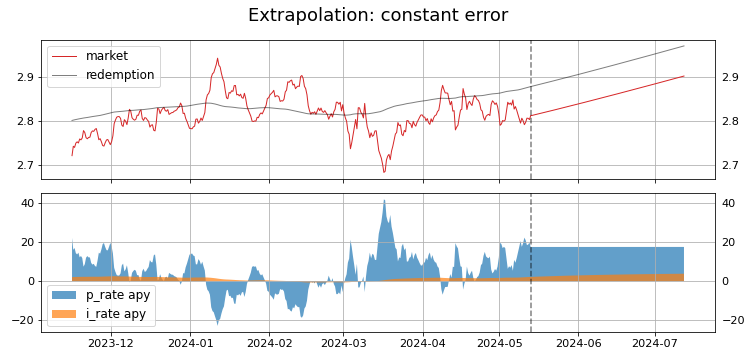 Extrapolation: constant error
market
redemption
2.9
2.8
2.7
2.9
2.8
2.7
40
20
0
−20
40
20
0
−20
p_rate apy
i_rate apy
2023-12 2024-01 2024-02 2024-03 2024-04 2024-05 2024-06 2024-07